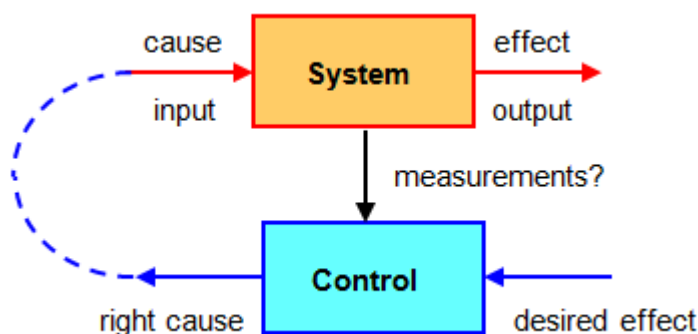 cause
effect
System
input
output
measurements?
Control
right cause
desired effect